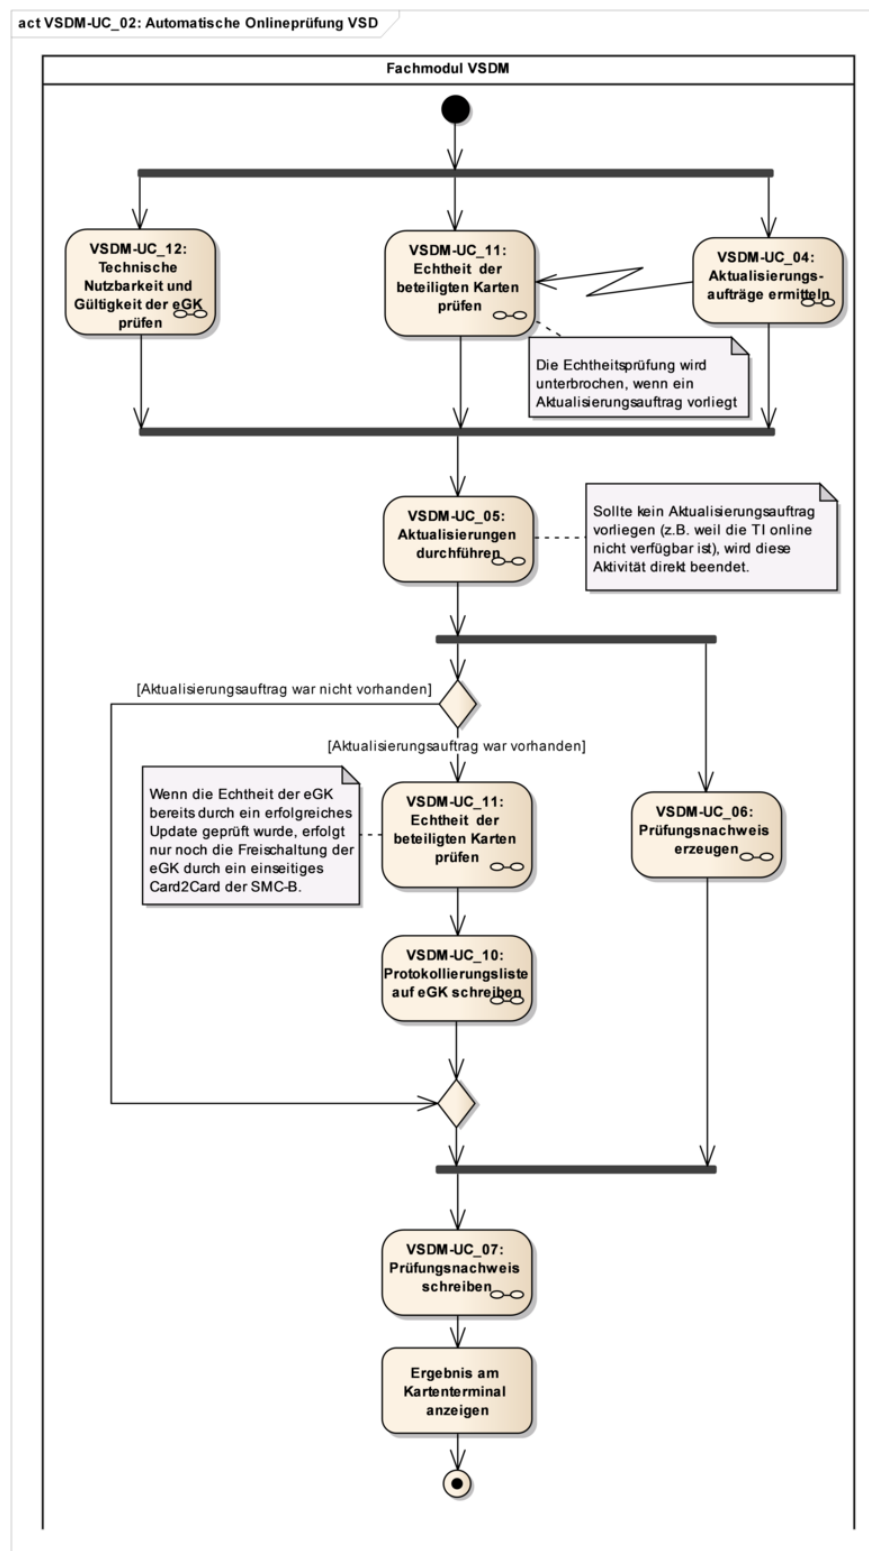 act VSDM-UC_02: Automatische Onlineprüfung VSD
Fachmodul VSDM
VSDM-UC_12:
Technische
Nutzbarkeit und
Gültigkeit der eGK
prüfen
VSDM-UC_11:
Echtheit der
beteiligten Karten
prüfen
VSDM-UC_04:
Aktualisierungs-
aufträge ermitteln
Die Echtheitsprüfung wird
unterbrochen, wenn ein
Aktualisierungsauftrag vorliegt
VSDM-UC_05:
Aktualisierungen
durchführen
Sollte kein Aktualisierungsauftrag
vorliegen (z.B. weil die TI online
nicht verfügbar ist), wird diese
Aktivität direkt beendet.
[Aktualisierungsauftrag war nicht vorhanden]
[Aktualisierungsauftrag war vorhanden]
Wenn die Echtheit der eGK
bereits durch ein erfolgreiches
Update geprüft wurde, erfolgt
nur noch die Freischaltung der
eGK durch ein einseitiges
Card2Card der SMC-B.
VSDM-UC_11:
Echtheit der
beteiligten Karten
prüfen
VSDM-UC_06:
Prüfungsnachweis
erzeugen
VSDM-UC_10:
Protokollierungsliste
auf eGK schreiben
VSDM-UC_07:
Prüfungsnachweis
schreiben
Ergebnis am
Kartenterminal
anzeigen